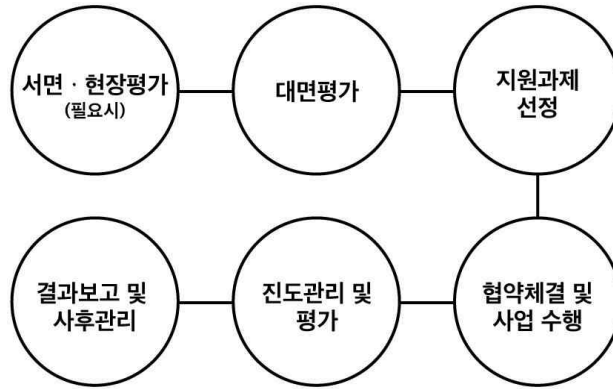 서면 · 현장평가
(필요시)
대면평가
지원과제
선정
결과보고 및
사후관리
진도관리 및
평가
협약체결 및
사업 수행